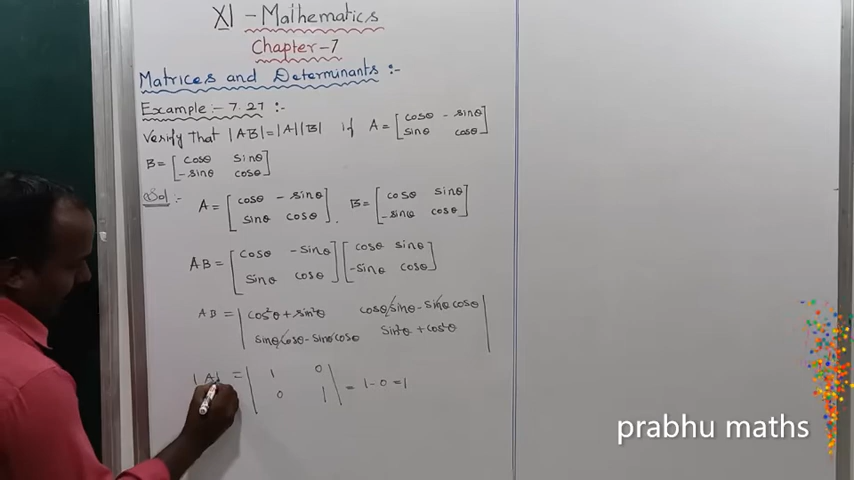 XI - Mathematics
Chapter-7
Matrices and Determinants :-
Example :- 7.27 :-
Verify That |AB|=|A||B| if A = [cosθ - sinθ
sinθ cosθ]
B = [cosθ sinθ
-sinθ cosθ]
Sol :- A = [cosθ - sinθ
sinθ cosθ] . B = [cosθ sinθ
-sinθ cosθ]
AB = [cosθ -sinθ
sinθ cosθ] [cosθ sinθ
-sinθ cosθ]
AB = |cos²θ + sin²θ cosθ sinθ - sinθ cosθ
sinθ cosθ - sinθ cosθ sin²θ + cos²θ|
|A| = |1 0
0 1| = 1-0 =1
prabhu maths